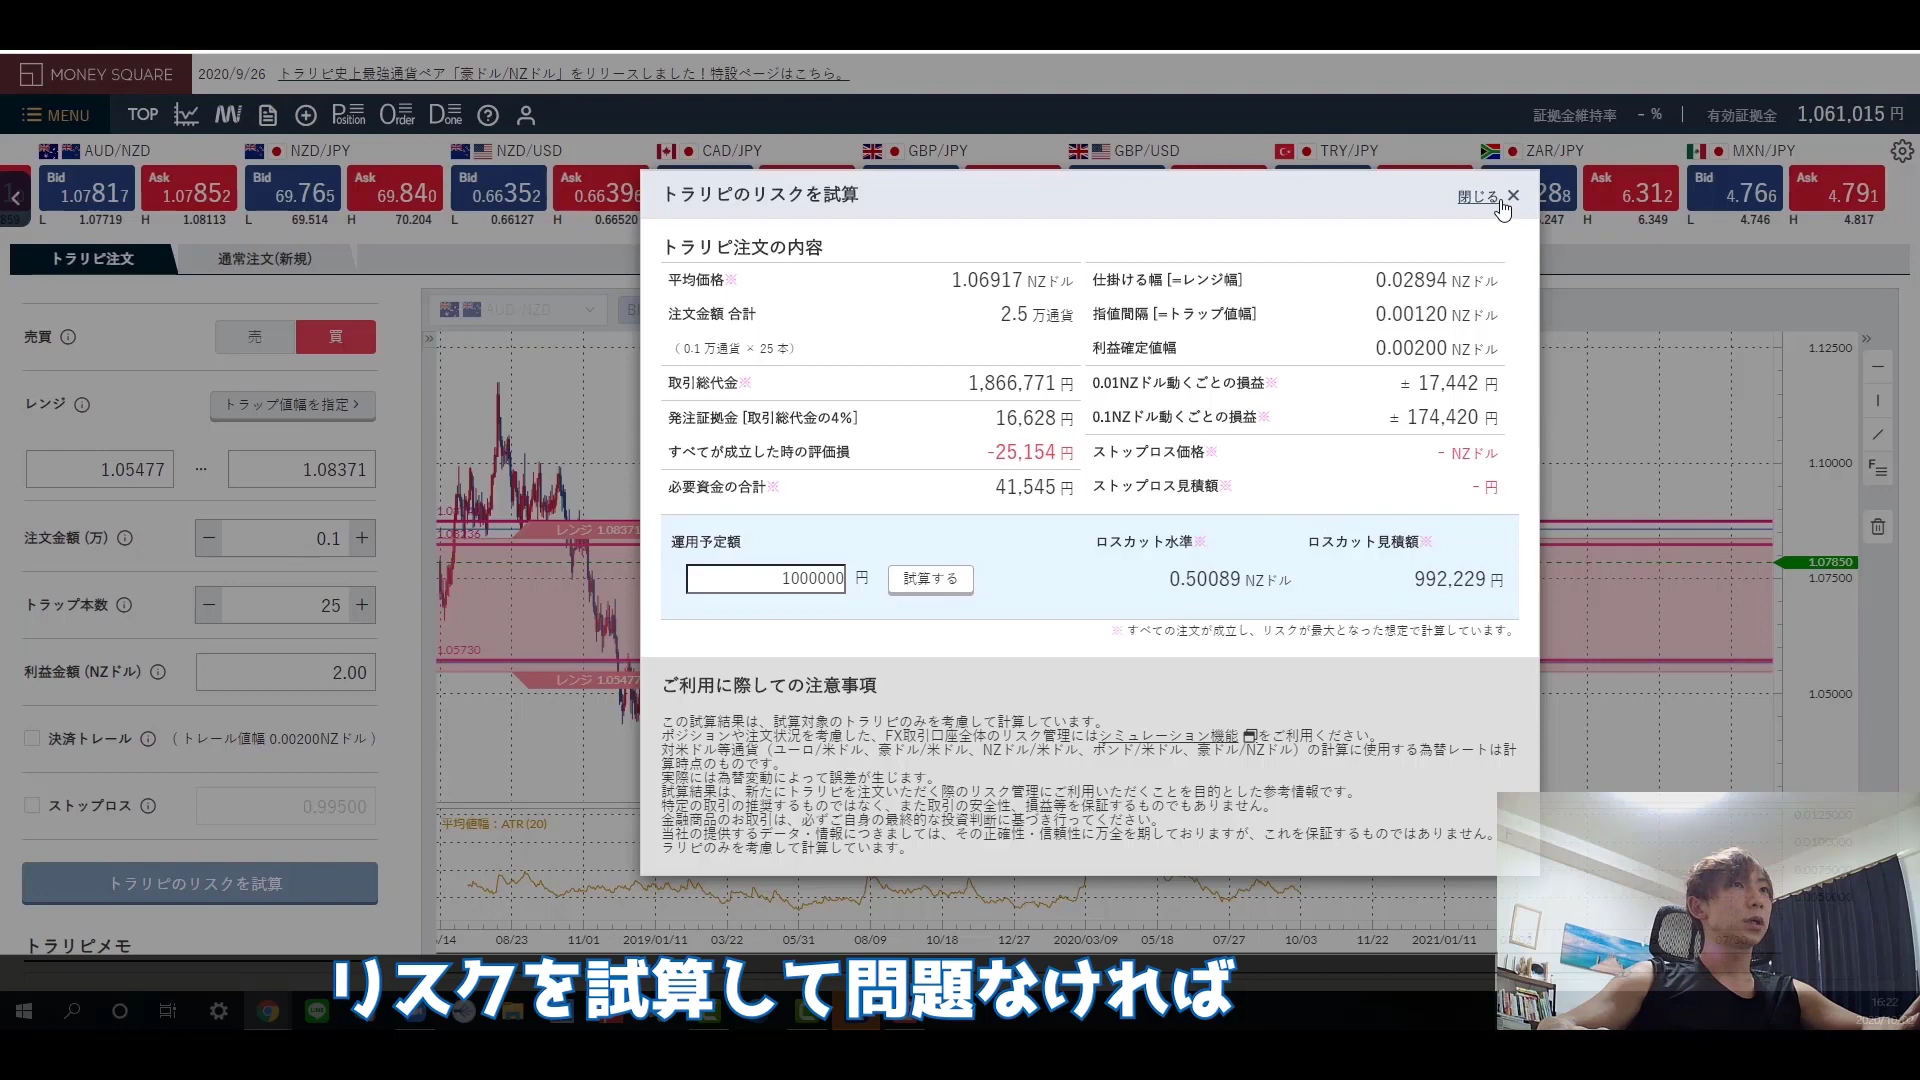 MONEY SQUARE 2020/9/26 トラリピ史上最強通貨ペア「豪ドル/NZドル」をリリースしました！特設ページはこちら。
MENU TOP Position Order Done 証拠金維持率 - % | 有効証拠金 1,061,015 円
AUD/NZD NZD/JPY NZD/USD CAD/JPY GBP/JPY GBP/USD TRY/JPY ZAR/JPY MXN/JPY
Bid 1.07817 Ask 1.07852 Bid 69.765 Ask 69.840 Bid 0.66352 Ask 0.6639 288 Ask 6.312 Bid 4.766 Ask 4.791
L 1.07719 H 1.08113 L 69.514 H 70.204 L 0.66127 H 0.66520 .247 H 6.349 L 4.746 H 4.817
トラリピ注文 通常注文(新規)
売買 売 買
レンジ トラップ値幅を指定 >
1.05477 … 1.08371
注文金額 (万) − 0.1 +
トラップ本数 − 25 +
利益金額 (NZドル) 2.00
決済トレール （ トレール値幅 0.00200NZドル ）
ストップロス 0.99500
トラリピのリスクを試算
トラリピメモ
AUD/NZD
レンジ 1.08371
1.08236
1.05730
レンジ 1.05477
平均値幅：ATR (20)
トラリピのリスクを試算 閉じる ×
トラリピ注文の内容
平均価格※ 1.06917 NZドル 仕掛ける幅 [=レンジ幅] 0.02894 NZドル
注文金額 合計 2.5 万通貨 指値間隔 [=トラップ値幅] 0.00120 NZドル
（ 0.1 万通貨 × 25 本） 利益確定値幅 0.00200 NZドル
取引総代金※ 1,866,771 円 0.01NZドル動くごとの損益※ ± 17,442 円
発注証拠金 [取引総代金の4%] 16,628 円 0.1NZドル動くごとの損益※ ± 174,420 円
すべてが成立した時の評価損 -25,154 円 ストップロス価格※ - NZドル
必要資金の合計※ 41,545 円 ストップロス見積額※ - 円
運用予定額 ロスカット水準※ ロスカット見積額※
1000000 円 試算する 0.50089 NZドル 992,229 円
※ すべての注文が成立し、リスクが最大となった想定で計算しています。
ご利用に際しての注意事項
この試算結果は、試算対象のトラリピのみを考慮して計算しています。
ポジションや注文状況を考慮した、FX取引口座全体のリスク管理にはシミュレーション機能をご利用ください。
対米ドル等通貨（ユーロ/米ドル、豪ドル/米ドル、NZドル/米ドル、ポンド/米ドル、豪ドル/NZドル）の計算に使用する為替レートは計
算時点のものです。
実際には為替変動によって誤差が生じます。
試算結果は、新たにトラリピを注文いただく際のリスク管理にご利用いただくことを目的とした参考情報です。
特定の取引の推奨するものではなく、また取引の安全性、損益等を保証するものでもありません。
金融商品のお取引は、必ずご自身の最終的な投資判断に基づき行ってください。
当社の提供するデータ・情報につきましては、その正確性・信頼性に万全を期しておりますが、これを保証するものではありません。
ラリピのみを考慮して計算しています。
1.12500
1.10000
1.07850
1.07500
1.05000
0.0125000
0.0100000
/14 08/23 11/01 2019/01/11 03/22 05/31 08/09 10/18 12/27 2020/03/09 05/18 07/27 10/03 11/22 2021/01/11
リスクを試算して問題なければ
16:22